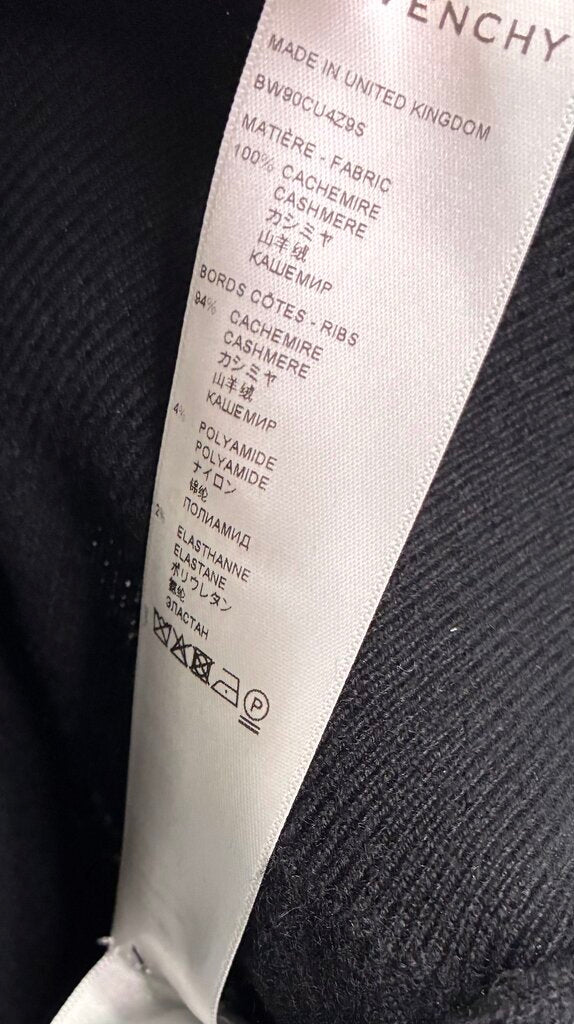 VENCHY
MADE IN UNITED KINGDOM
BW90CU4Z9S
MATIÈRE - FABRIC
100% CACHEMIRE
CASHMERE
カシミヤ
山羊绒
КАШЕМИР
BORDS CÔTES - RIBS
94% CACHEMIRE
CASHMERE
カシミヤ
山羊绒
КАШЕМИР
4% POLYAMIDE
POLYAMIDE
ナイロン
锦纶
ПОЛИАМИД
2% ELASTHANNE
ELASTANE
ポリウレタン
氨纶
ЭЛАСТАН
P